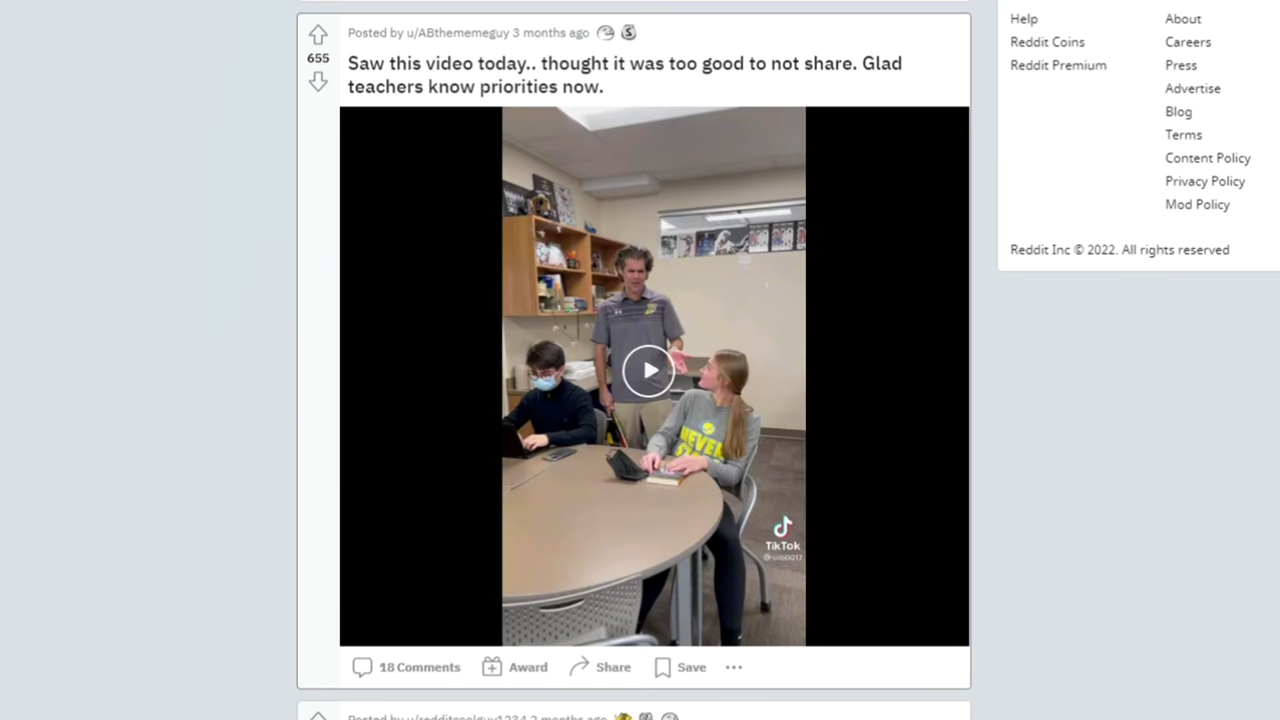 Posted by u/ABthememeguy 3 months ago
655
Saw this video today.. thought it was too good to not share. Glad
teachers know priorities now.
NEVER
TikTok
18 Comments
Award
Share
Save
Help
Reddit Coins
Reddit Premium
About
Careers
Press
Advertise
Blog
Terms
Content Policy
Privacy Policy
Mod Policy
Reddit Inc © 2022. All rights reserved